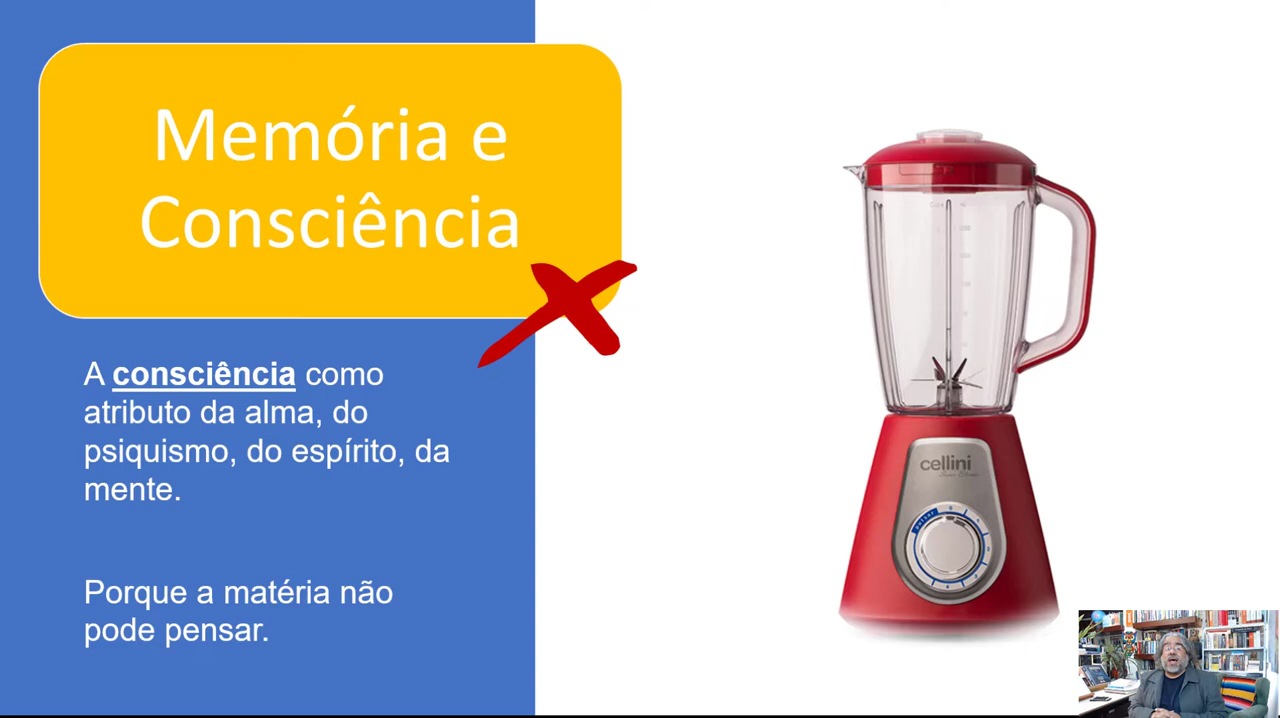 Memória e
Consciência
A consciência como
atributo da alma, do
psiquismo, do espírito, da
mente.
Porque a matéria não
pode pensar.
cellini